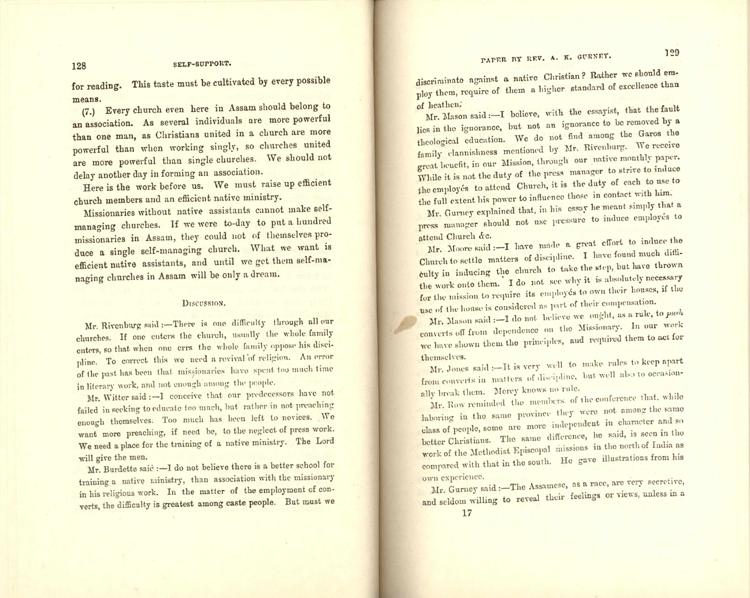 128 SELF-SUPPORT.
for reading. This taste must be cultivated by every possible
means.
(7.) Every church even here in Assam should belong to
an association. As several individuals are more powerful
than one man, as Christians united in a church are more
powerful than when working singly, so churches united
are more powerful than single churches. We should not
delay another day in forming an association.
Here is the work before us. We must raise up efficient
church members and an efficient native ministry.
Missionaries without native assistants cannot make self-
managing churches. If we were to-day to put a hundred
missionaries in Assam, they could not of themselves pro-
duce a single self-managing church. What we want is
efficient native assistants, and until we get them self-ma-
naging churches in Assam will be only a dream.
DISCUSSION.
Mr. Rivenburg said:—There is one difficulty through all our
churches. If one enters the church, usually the whole family
enters, so that when one errs the whole family oppose his disci-
pline. To correct this we need a revival of religion. An error
of the past has been that missionaries have spent too much time
in literary work, and not enough among the people.
Mr. Witter said:—I conceive that our predecessors have not
failed in seeking to educate too much, but rather in not preaching
enough themselves. Too much has been left to novices. We
want more preaching, if need be, to the neglect of press work.
We need a place for the training of a native ministry. The Lord
will give the men.
Mr. Burdette said:—I do not believe there is a better school for
training a native ministry, than association with the missionary
in his religious work. In the matter of the employment of con-
verts, the difficulty is greatest among caste people. But must we
PAPER BY REV. A. K. GURNEY. 129
discriminate against a native Christian? Rather we should em-
ploy them, require of them a higher standard of excellence than
of heathen.
Mr. Mason said:—I believe, with the essayist, that the fault
lies in the ignorance, but not an ignorance to be removed by a
theological education. We do not find among the Garos the
family clannishness mentioned by Mr. Rivenburg. We receive
great benefit, in our Mission, through our native monthly paper.
While it is not the duty of the press manager to strive to induce
the employés to attend Church, it is the duty of each to use to
the full extent his power to influence those in contact with him.
Mr. Gurney explained that, in his essay he meant simply that a
press manager should not use pressure to induce employés to
attend Church &c.
Mr. Moore said:—I have made a great effort to induce the
Church to settle matters of discipline. I have found much diffi-
culty in inducing the church to take the step, but have thrown
the work onto them. I do not see why it is absolutely necessary
for the mission to require its employés to own their houses, if the
use of the house is considered as part of their compensation.
Mr. Mason said:—I do not believe we ought, as a rule, to push
converts off from dependence on the Missionary. In our work
we have shown them the principles, and required them to act for
themselves.
Mr. Jones said:—It is very well to make rules to keep apart
from converts in matters of discipline, but well also to occasion-
ally break them. Mercy knows no rule.
Mr. Row reminded the members of the conference that, while
laboring in the same province they were not among the same
class of people, some are more independent in character and so
better Christians. The same difference, he said, is seen in the
work of the Methodist Episcopal missions in the north of India as
compared with that in the south. He gave illustrations from his
own experience.
Mr. Gurney said:—The Assamese, as a race, are very secretive,
and seldom willing to reveal their feelings or views, unless in a
17